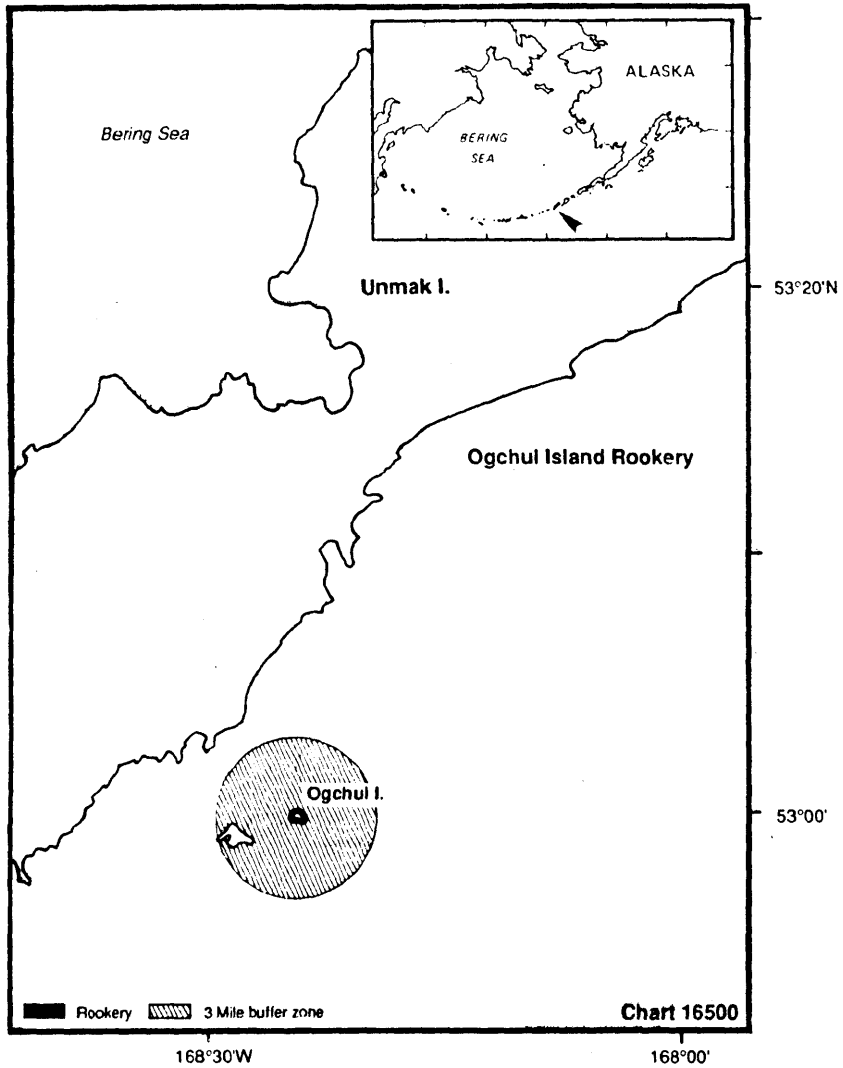 Bering Sea
ALASKA
BERING
SEA
Unmak I.
53°20'N
Ogchul Island Rookery
Ogchul I.
53°00'
Rookery
3 Mile buffer zone
Chart 16500
168°30'W
168°00'